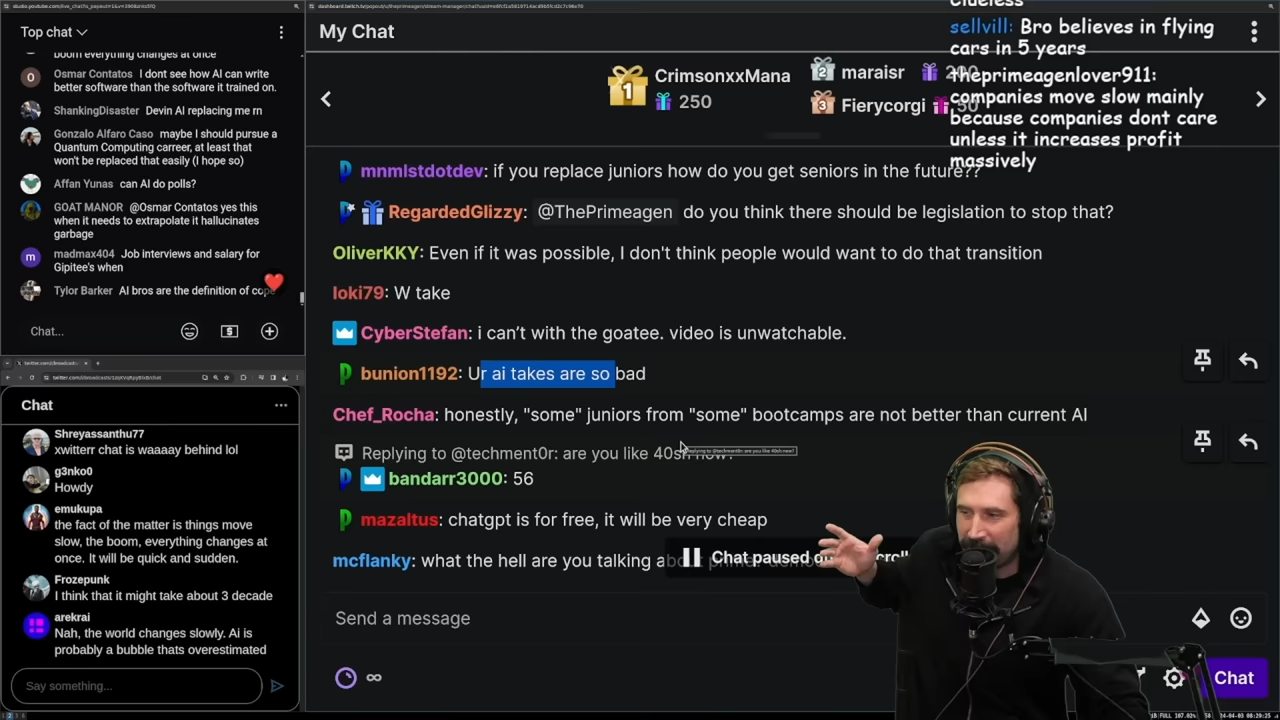 Top chat
boom everything changes at once
Osmar Contatos I dont see how AI can write
better software than the software it trained on.
ShankingDisaster Devin AI replacing me rn
Gonzalo Alfaro Caso maybe I should pursue a
Quantum Computing carreer, at least that
won't be replaced that easily (I hope so)
Affan Yunas can AI do polls?
GOAT MANOR @Osmar Contatos yes this
when it needs to extrapolate it hallucinates
garbage
madmax404 Job interviews and salary for
Gipitee's when
Tylor Barker AI bros are the definition of cope
Chat...
Chat
Shreyassanthu77
xwitterr chat is waaaay behind lol
g3nko0
Howdy
emukupa
the fact of the matter is things move
slow, the boom, everything changes at
once. It will be quick and sudden.
Frozepunk
I think that it might take about 3 decade
arekrai
Nah, the world changes slowly. Ai is
probably a bubble thats overestimated
Say something...
My Chat
1
CrimsonxxMana
250
2 maraisr
3 Fierycorgi
mnmlstdotdev: if you replace juniors how do you get seniors in the future??
RegardedGlizzy: @ThePrimeagen do you think there should be legislation to stop that?
OliverKKY: Even if it was possible, I don't think people would want to do that transition
loki79: W take
CyberStefan: i can't with the goatee. video is unwatchable.
bunion1192: Ur ai takes are so bad
Chef_Rocha: honestly, "some" juniors from "some" bootcamps are not better than current AI
Replying to @techment0r: are you like 40sh now?
bandarr3000: 56
mazaltus: chatgpt is for free, it will be very cheap
mcflanky: what the hell are you talking
Chat paused
Send a message
Chat
clueless
sellvill: Bro believes in flying
cars in 5 years
theprimeagenlover911:
companies move slow mainly
because companies dont care
unless it increases profit
massively